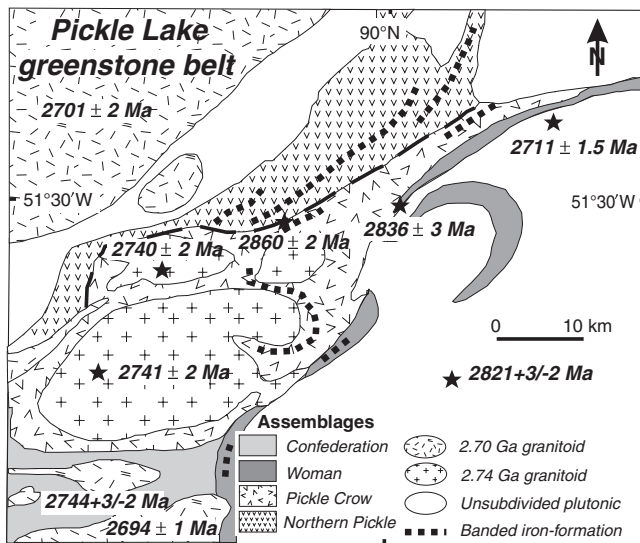 Pickle Lake
greenstone belt
90°N
N
2701 ± 2 Ma
2711 ± 1.5 Ma
51°30'W
51°30'W
2836 ± 3 Ma
2740 ± 2 Ma
2860 ± 2 Ma
0 10 km
2741 ± 2 Ma
2821+3/-2 Ma
Assemblages
Confederation
Woman
Pickle Crow
Northern Pickle
2.70 Ga granitoid
2.74 Ga granitoid
Unsubdivided plutonic
Banded iron-formation
2744+3/-2 Ma
2694 ± 1 Ma